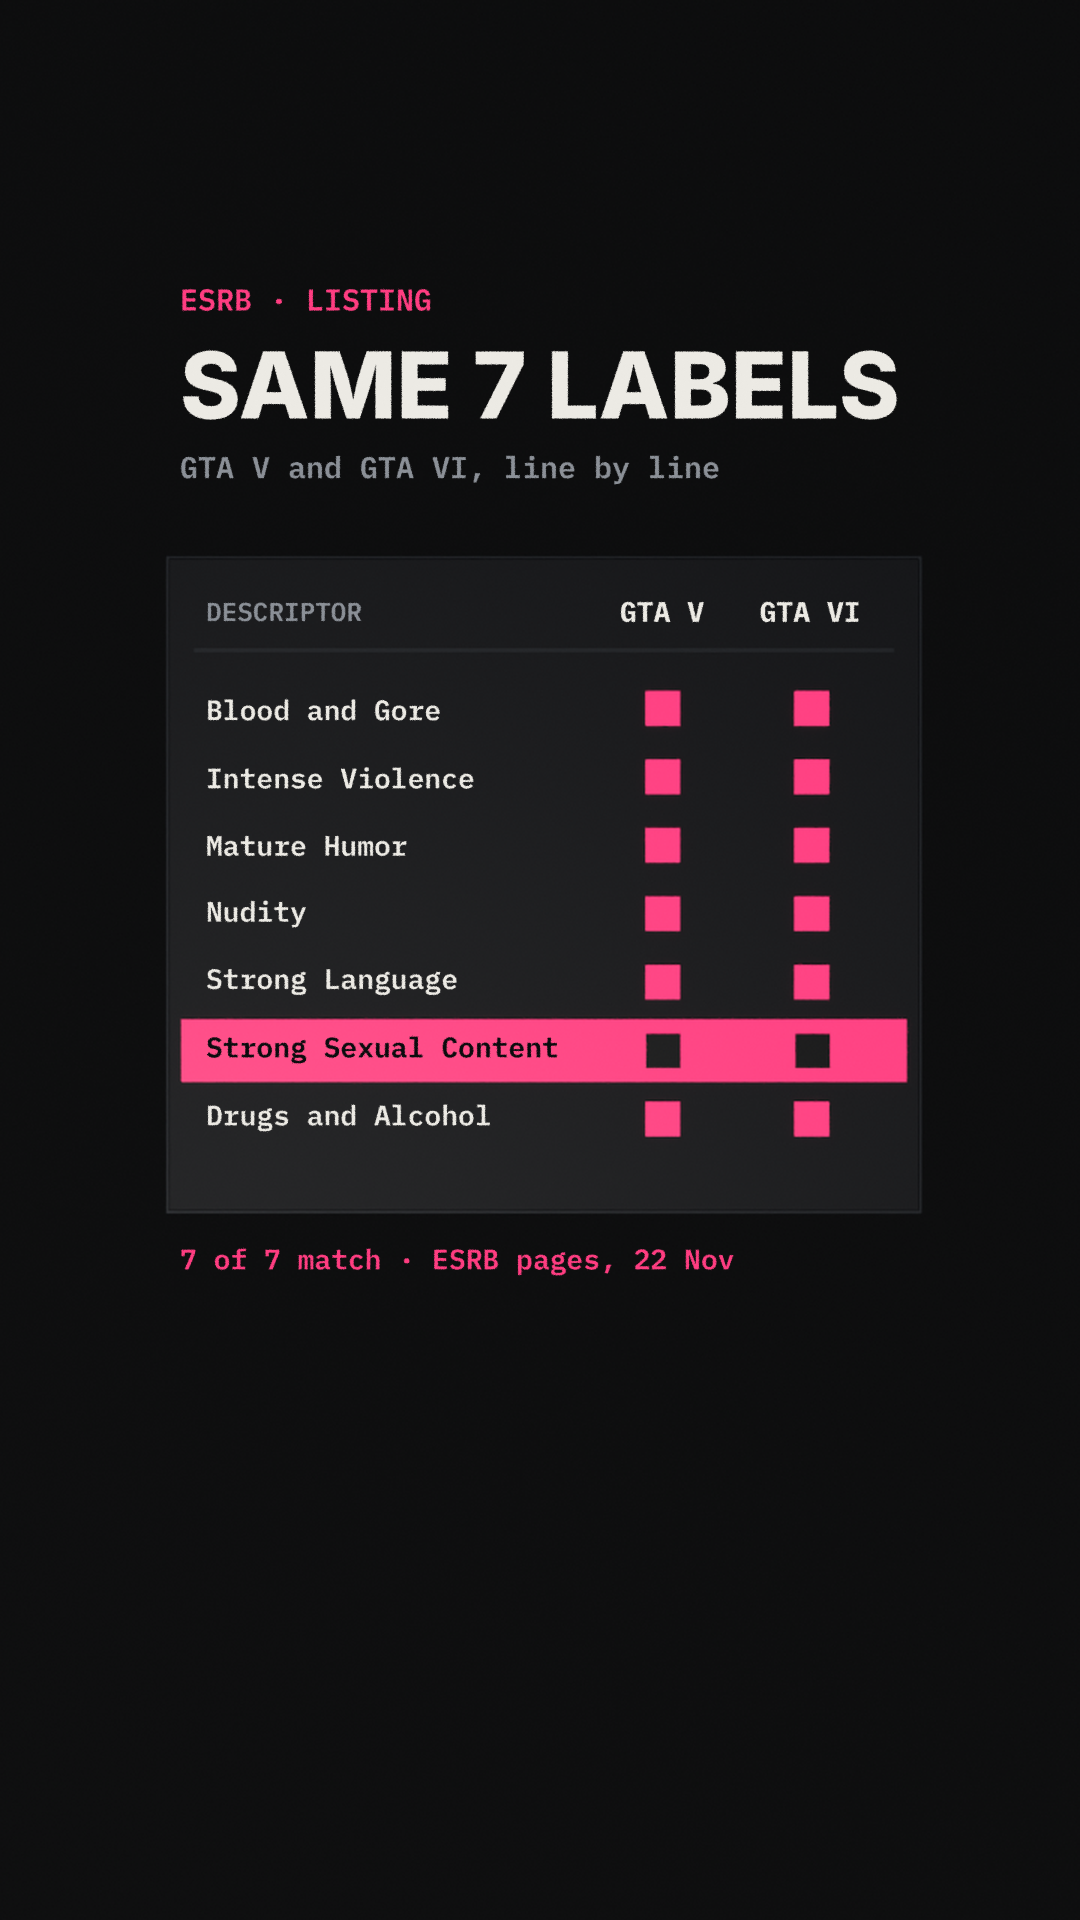 ESRB · LISTING
SAME 7 LABELS
GTA V and GTA VI, line by line
DESCRIPTOR GTA V GTA VI
Blood and Gore
Intense Violence
Mature Humor
Nudity
Strong Language
Strong Sexual Content
Drugs and Alcohol
7 of 7 match · ESRB pages, 22 Nov